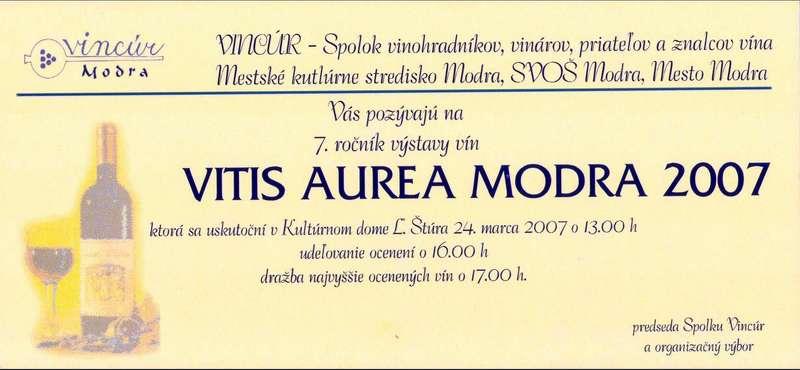 vincúr
Modra
VINCÚR - Spolok vinohradníkov, vinárov, priateľov a znalcov vína
Mestské kutlúrne stredisko Modra, SVOŠ Modra, Mesto Modra
Vás pozývajú na
7. ročník výstavy vín
VITIS AUREA MODRA 2007
ktorá sa uskutoční v Kultúrnom dome Ľ. Štúra 24. marca 2007 o 13.00 h
udeľovanie ocenení o 16.00 h
dražba najvyššie ocenených vín o 17.00 h.
predseda Spolku Vincúr
a organizačný výbor